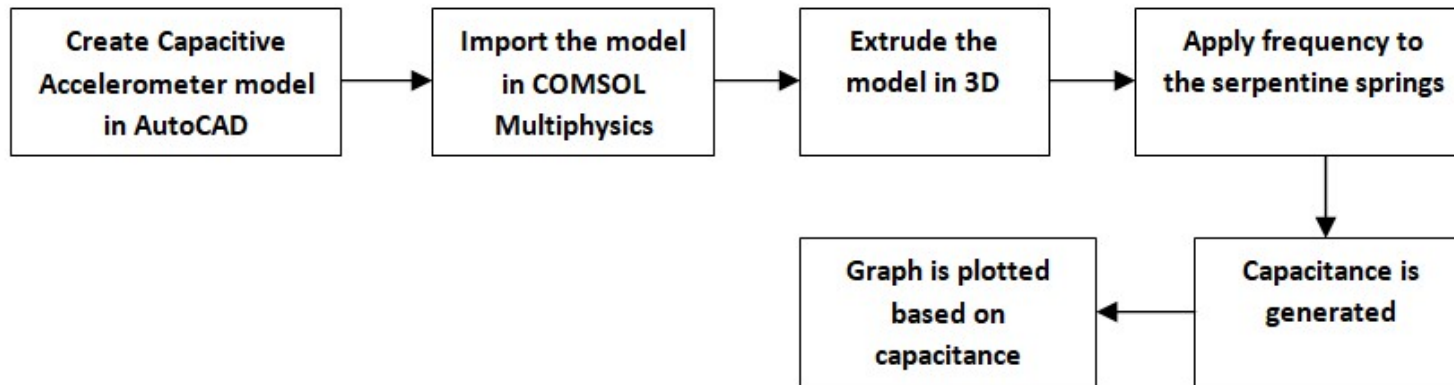 Create Capacitive
Accelerometer model
in AutoCAD
Import the model
in COMSOL
Multiphysics
Extrude the
model in 3D
Apply frequency to
the serpentine springs
Capacitance is
generated
Graph is plotted
based on
capacitance